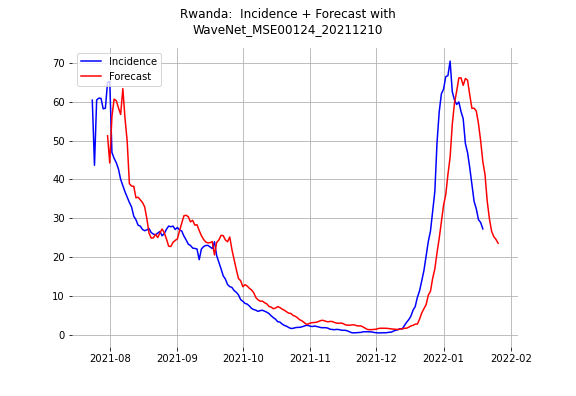 Rwanda:  Incidence + Forecast with
WaveNet_MSE00124_20211210
Incidence
Forecast
70
60
50
40
30
20
10
0
2021-08 2021-09 2021-10 2021-11 2021-12 2022-01 2022-02